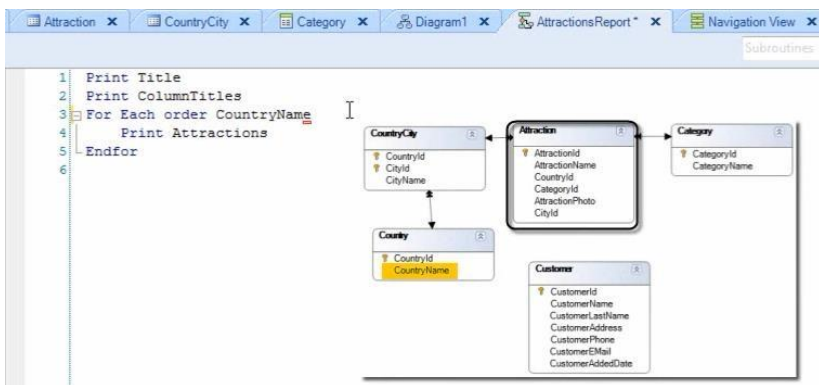 Attraction X CountryCity X Category X Diagram1 X AttractionsReport* X Navigation View X
Subroutines
1 Print Title
2 Print ColumnTitles
3 For Each order CountryName
4 Print Attractions
5 Endfor
6
CountryCity
CountryId
CityId
CityName
Attraction
AttractionId
AttractionName
CountryId
CategoryId
AttractionPhoto
CityId
Category
CategoryId
CategoryName
Country
CountryId
CountryName
Customer
CustomerId
CustomerName
CustomerLastName
CustomerAddress
CustomerPhone
CustomerEMail
CustomerAddedDate